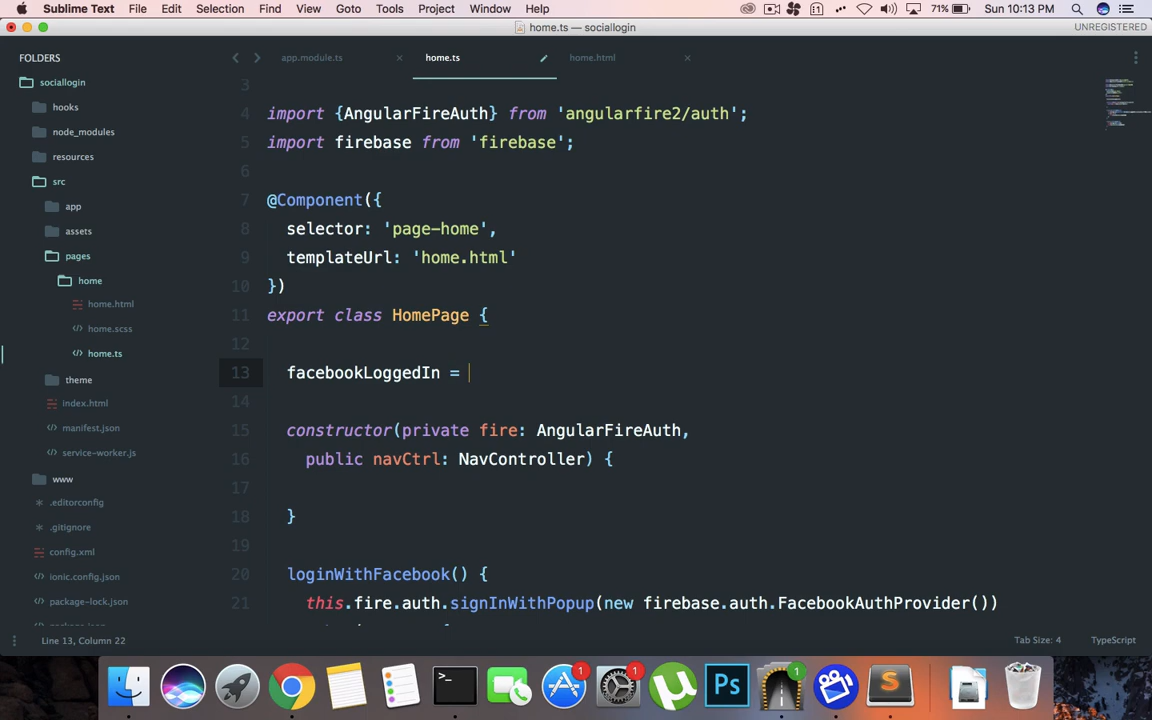 Sublime Text File Edit Selection Find View Goto Tools Project Window Help 71% Sun 10:13 PM
home.ts — sociallogin UNREGISTERED
FOLDERS
sociallogin
hooks
node_modules
resources
src
app
assets
pages
home
home.html
home.scss
home.ts
theme
index.html
manifest.json
service-worker.js
www
.editorconfig
.gitignore
config.xml
ionic.config.json
package-lock.json
app.module.ts home.ts home.html
3
4 import {AngularFireAuth} from 'angularfire2/auth';
5 import firebase from 'firebase';
6
7 @Component({
8 selector: 'page-home',
9 templateUrl: 'home.html'
10 })
11 export class HomePage {
12
13 facebookLoggedIn =
14
15 constructor(private fire: AngularFireAuth,
16 public navCtrl: NavController) {
17
18 }
19
20 loginWithFacebook() {
21 this.fire.auth.signInWithPopup(new firebase.auth.FacebookAuthProvider())
Line 13, Column 22 Tab Size: 4 TypeScript
>_ 1 1 Ps 1 S